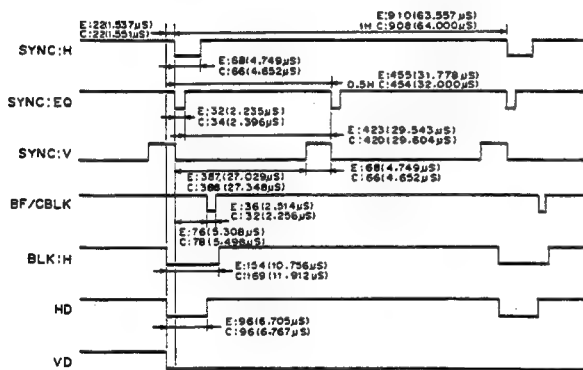 E:22(1.537µS)
C:22(1.551µS)
E:910(63.557µS)
1H C:908(64.000µS)
SYNC:H
E:68(4.749µS)
C:66(4.652µS)
E:455(31.778µS)
0.5H C:454(32.000µS)
SYNC:EQ
E:32(2.235µS)
C:34(2.396µS)
E:423(29.543µS)
C:420(29.604µS)
SYNC:V
E:387(27.029µS)
C:388(27.348µS)
E:68(4.749µS)
C:66(4.652µS)
BF/CBLK
E:36(2.514µS)
C:32(2.256µS)
E:76(5.308µS)
C:78(5.498µS)
BLK:H
E:154(10.756µS)
C:169(11.912µS)
HD
E:96(6.705µS)
C:96(6.767µS)
VD